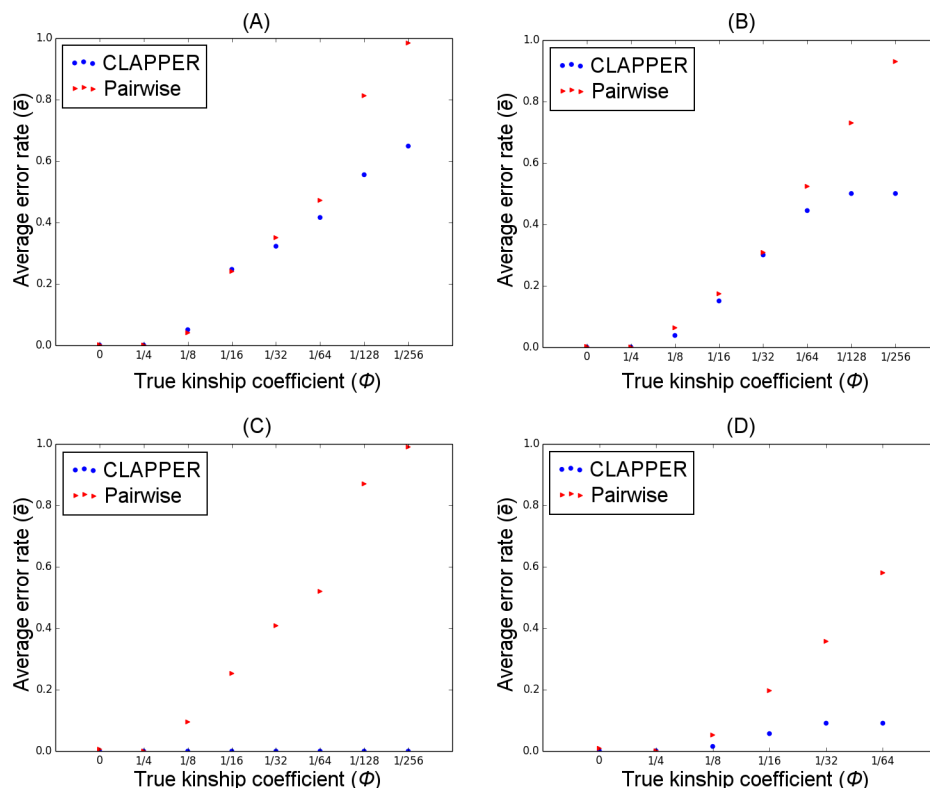 (A)
CLAPPER
Pairwise
Average error rate (e̅)
1.0
0.8
0.6
0.4
0.2
0.0
0 1/4 1/8 1/16 1/32 1/64 1/128 1/256
True kinship coefficient (Φ)
(B)
CLAPPER
Pairwise
Average error rate (e̅)
1.0
0.8
0.6
0.4
0.2
0.0
0 1/4 1/8 1/16 1/32 1/64 1/128 1/256
True kinship coefficient (Φ)
(C)
CLAPPER
Pairwise
Average error rate (e̅)
1.0
0.8
0.6
0.4
0.2
0.0
0 1/4 1/8 1/16 1/32 1/64 1/128 1/256
True kinship coefficient (Φ)
(D)
CLAPPER
Pairwise
Average error rate (e̅)
1.0
0.8
0.6
0.4
0.2
0.0
0 1/4 1/8 1/16 1/32 1/64
True kinship coefficient (Φ)